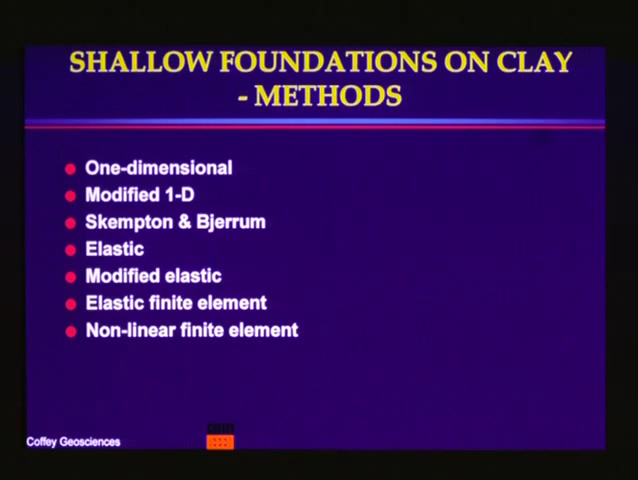 SHALLOW FOUNDATIONS ON CLAY
- METHODS
One-dimensional
Modified 1-D
Skempton & Bjerrum
Elastic
Modified elastic
Elastic finite element
Non-linear finite element
Coffey Geosciences